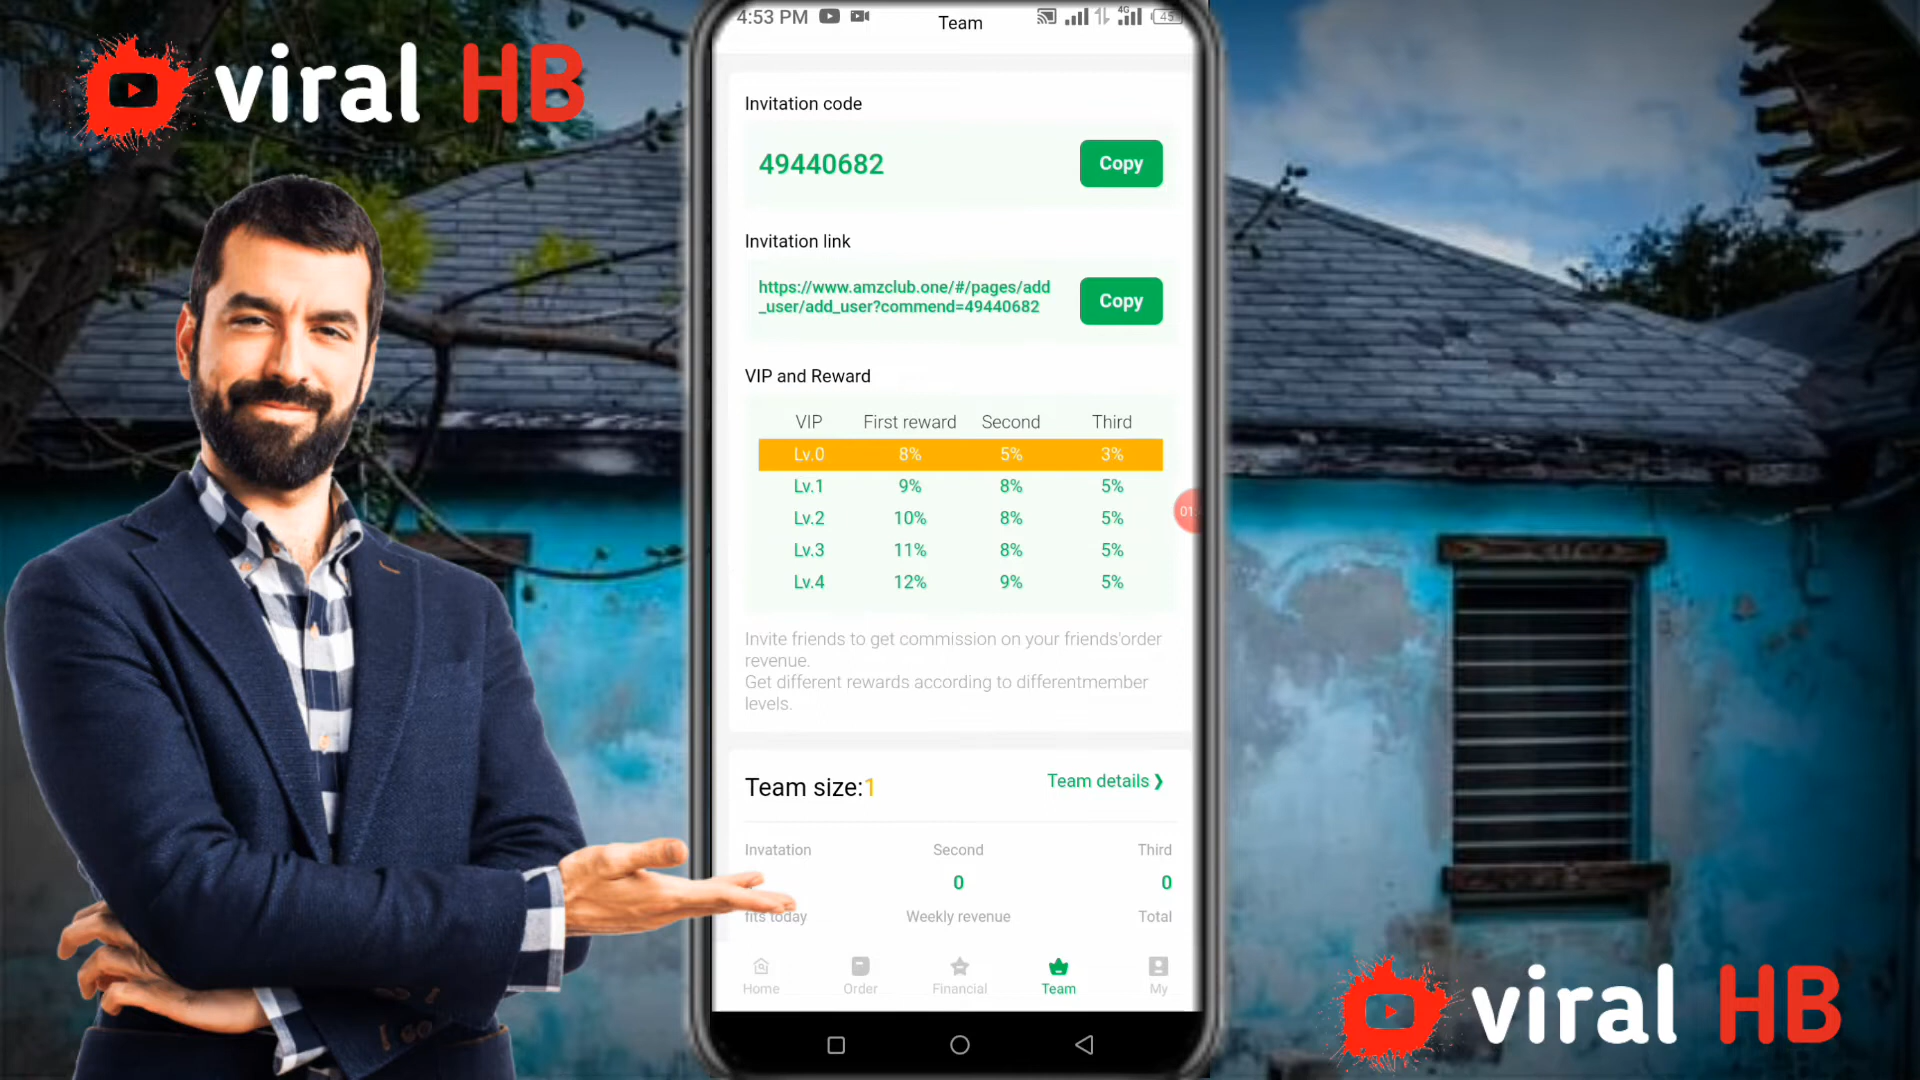 viral HB
4:53 PM
Team
4G
45
Invitation code
49440682
Copy
Invitation link
https://www.amzclub.one/#/pages/add
_user/add_user?commend=49440682
Copy
VIP and Reward
VIP First reward Second Third
Lv.0 8% 5% 3%
Lv.1 9% 8% 5%
Lv.2 10% 8% 5%
Lv.3 11% 8% 5%
Lv.4 12% 9% 5%
Invite friends to get commission on your friends'order
revenue.
Get different rewards according to differentmember
levels.
Team size:1
Team details ❯
Invatation Second Third
0 0
fits today Weekly revenue Total
Home Order Financial Team My
viral HB